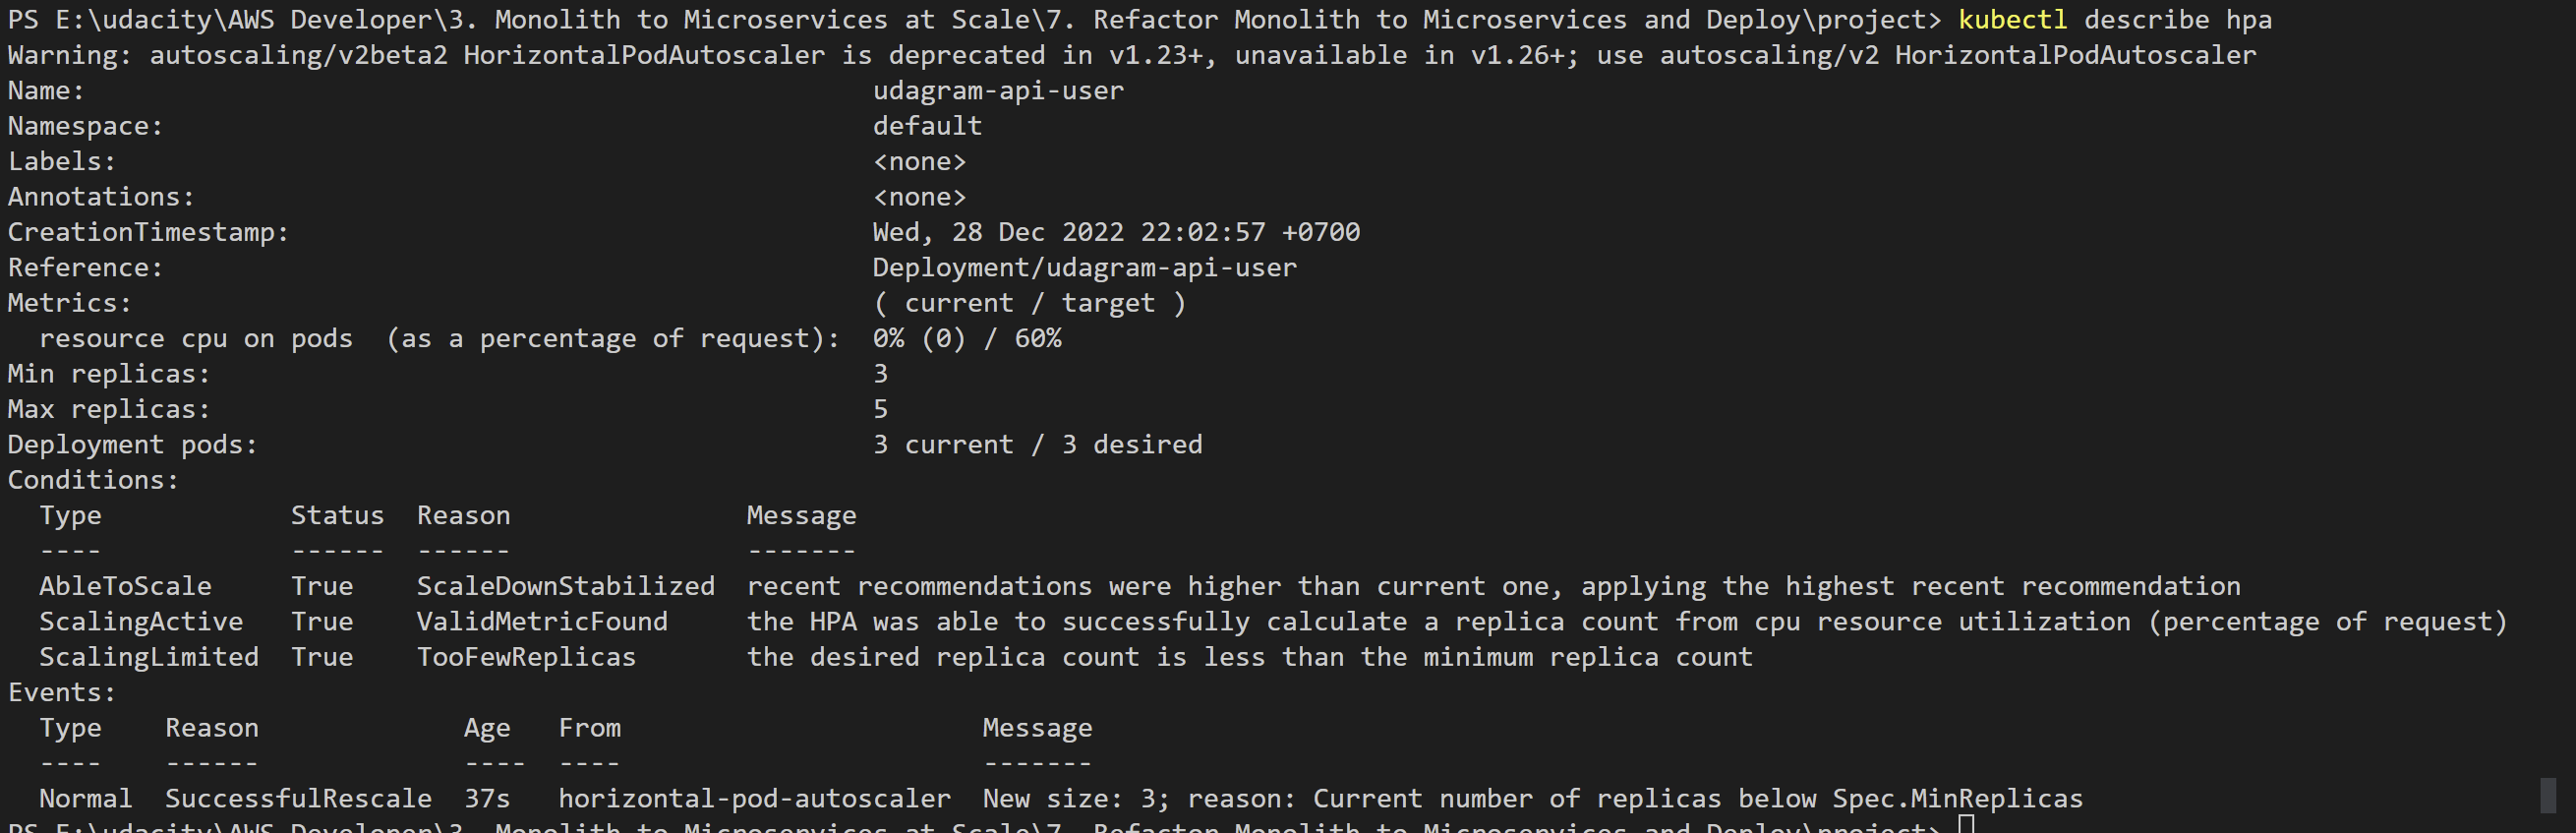 PS E:\udacity\AWS Developer\3. Monolith to Microservices at Scale\7. Refactor Monolith to Microservices and Deploy\project> kubectl describe hpa
Warning: autoscaling/v2beta2 HorizontalPodAutoscaler is deprecated in v1.23+, unavailable in v1.26+; use autoscaling/v2 HorizontalPodAutoscaler
Name:                                                  udagram-api-user
Namespace:                                             default
Labels:                                                <none>
Annotations:                                           <none>
CreationTimestamp:                                     Wed, 28 Dec 2022 22:02:57 +0700
Reference:                                             Deployment/udagram-api-user
Metrics:                                               ( current / target )
  resource cpu on pods  (as a percentage of request):  0% (0) / 60%
Min replicas:                                          3
Max replicas:                                          5
Deployment pods:                                       3 current / 3 desired
Conditions:
  Type            Status  Reason               Message
  ----            ------  ------               -------
  AbleToScale     True    ScaleDownStabilized  recent recommendations were higher than current one, applying the highest recent recommendation
  ScalingActive   True    ValidMetricFound     the HPA was able to successfully calculate a replica count from cpu resource utilization (percentage of request)
  ScalingLimited  True    TooFewReplicas       the desired replica count is less than the minimum replica count
Events:
  Type    Reason             Age   From                       Message
  ----    ------             ----  ----                       -------
  Normal  SuccessfulRescale  37s   horizontal-pod-autoscaler  New size: 3; reason: Current number of replicas below Spec.MinReplicas
PS E:\udacity\AWS Developer\3. Monolith to Microservices at Scale\7. Refactor Monolith to Microservices and Deploy\project>